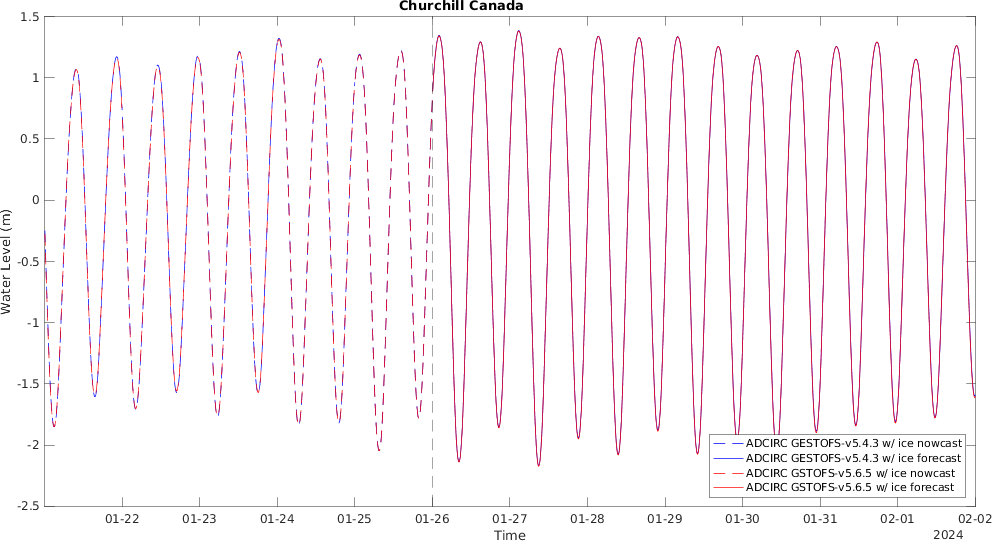 Churchill Canada
1.5
1
0.5
0
-0.5
-1
-1.5
-2
-2.5
Water Level (m)
ADCIRC GESTOFS-v5.4.3 w/ ice nowcast
ADCIRC GESTOFS-v5.4.3 w/ ice forecast
ADCIRC GSTOFS-v5.6.5 w/ ice nowcast
ADCIRC GSTOFS-v5.6.5 w/ ice forecast
01-22 01-23 01-24 01-25 01-26 01-27 01-28 01-29 01-30 01-31 02-01 02-02
Time
2024